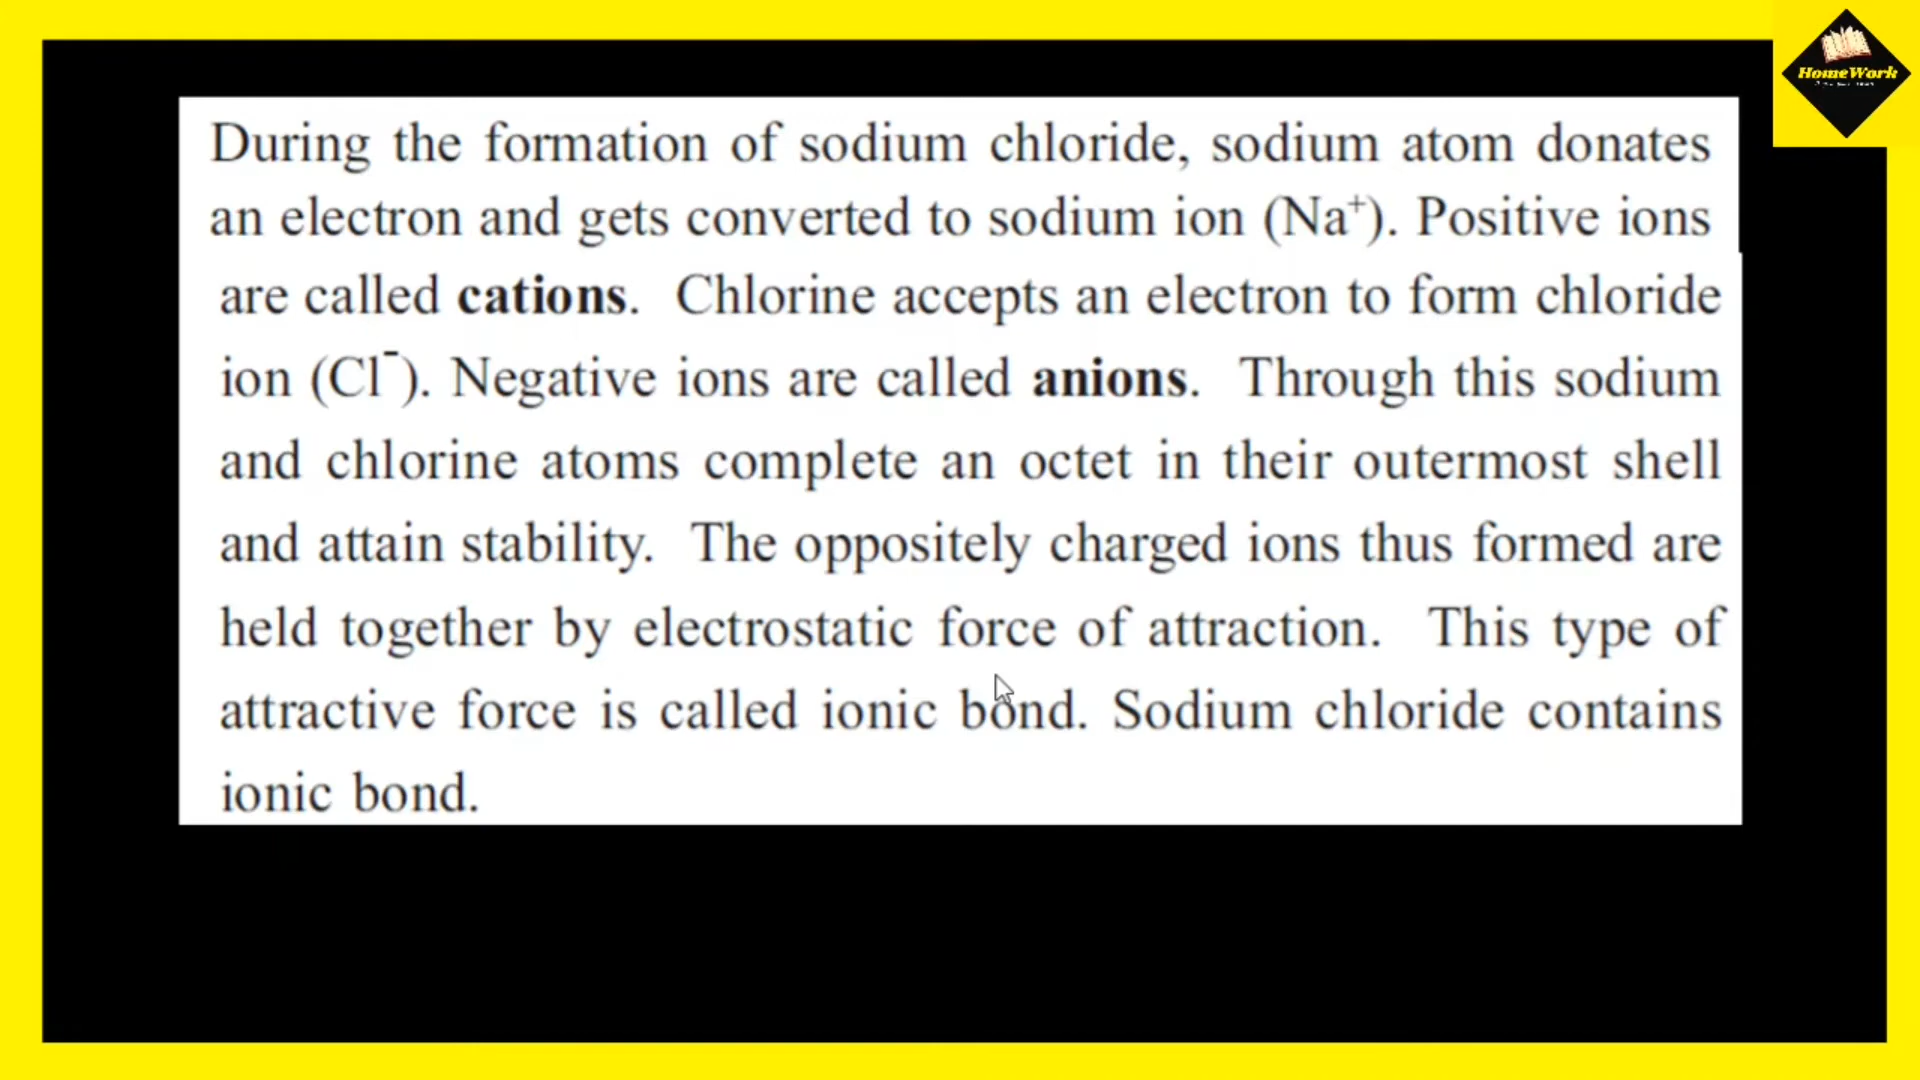 HomeWork
During the formation of sodium chloride, sodium atom donates
an electron and gets converted to sodium ion (Na⁺). Positive ions
are called cations. Chlorine accepts an electron to form chloride
ion (Cl⁻). Negative ions are called anions. Through this sodium
and chlorine atoms complete an octet in their outermost shell
and attain stability. The oppositely charged ions thus formed are
held together by electrostatic force of attraction. This type of
attractive force is called ionic bond. Sodium chloride contains
ionic bond.